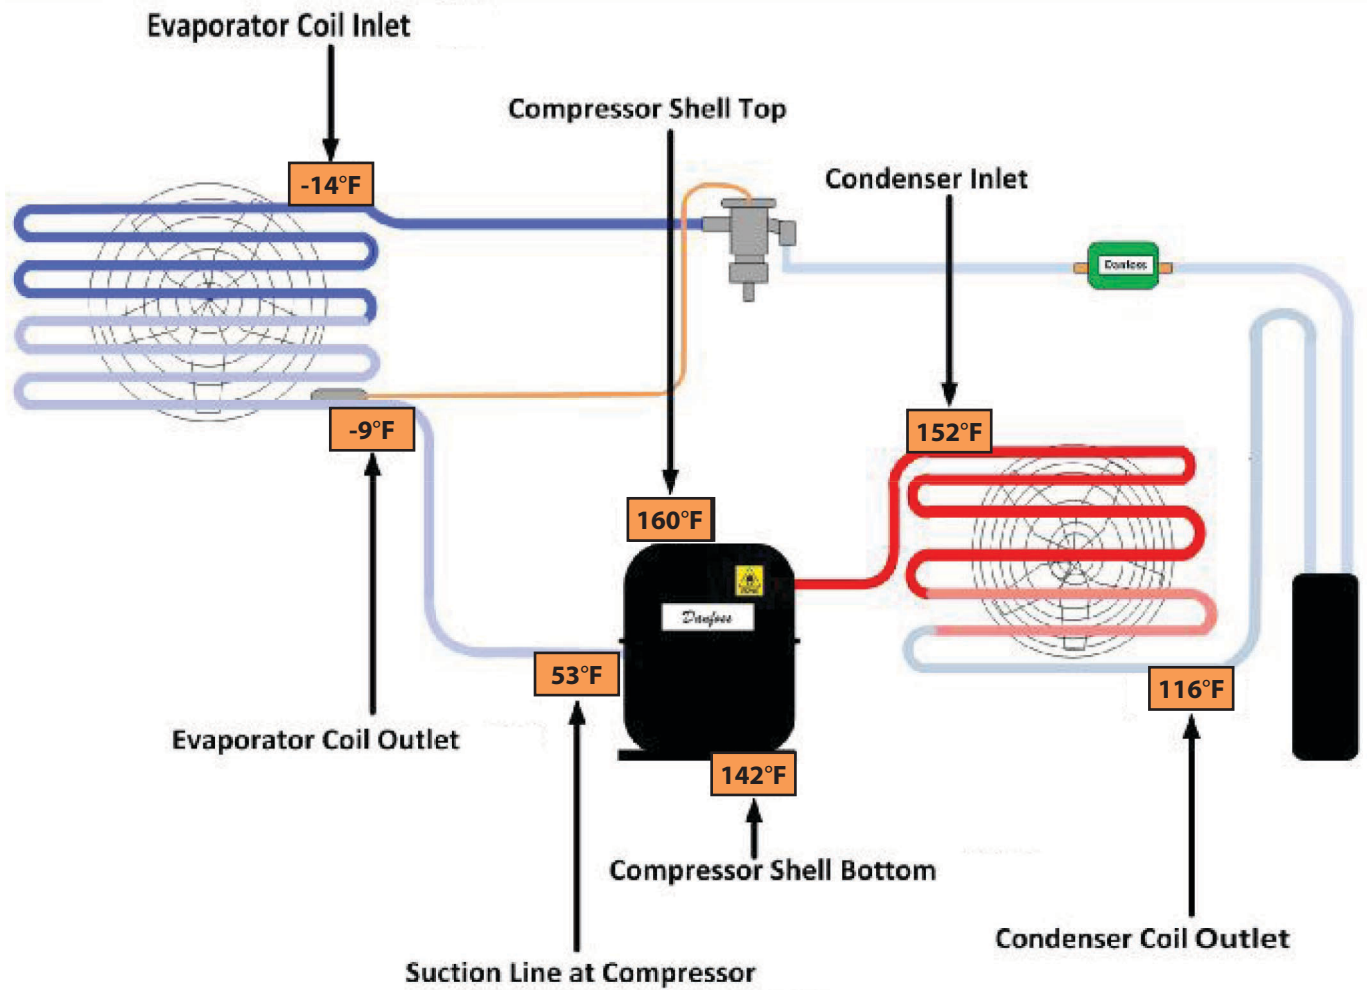 Evaporator Coil Inlet
Compressor Shell Top
-14°F
Condenser Inlet
Danfoss
-9°F
152°F
160°F
Danfoss
53°F
116°F
Evaporator Coil Outlet
142°F
Compressor Shell Bottom
Condenser Coil Outlet
Suction Line at Compressor